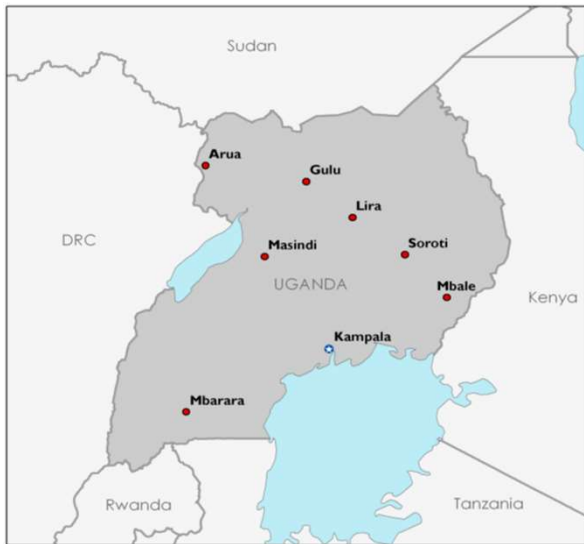 Sudan
Arua
Gulu
Lira
DRC
Masindi
Soroti
UGANDA
Mbale
Kenya
Kampala
Mbarara
Rwanda
Tanzania